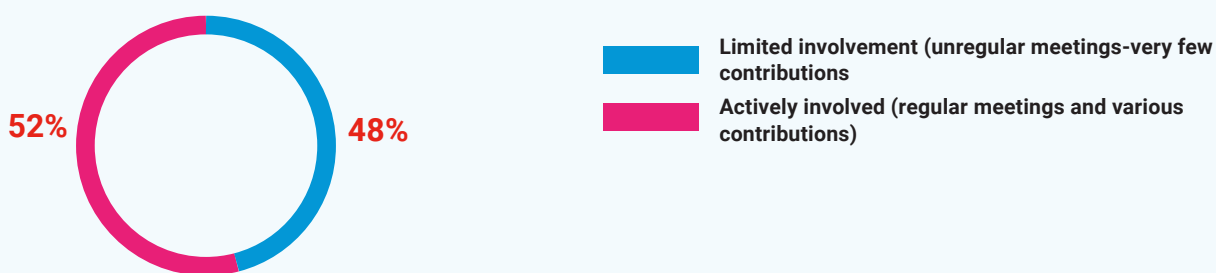 52%
48%
Limited involvement (unregular meetings-very few
contributions
Actively involved (regular meetings and various
contributions)